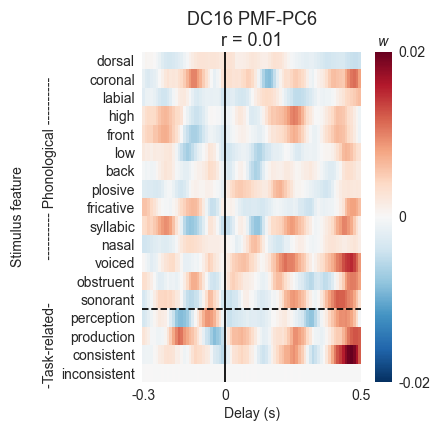 DC16 PMF-PC6
r = 0.01
w
dorsal
coronal
labial
high
front
low
back
plosive
fricative
syllabic
nasal
voiced
obstruent
sonorant
perception
production
consistent
inconsistent
Stimulus feature
-Task-related- ---------- Phonological ----------
0.02
0
-0.02
-0.3 0 0.5
Delay (s)